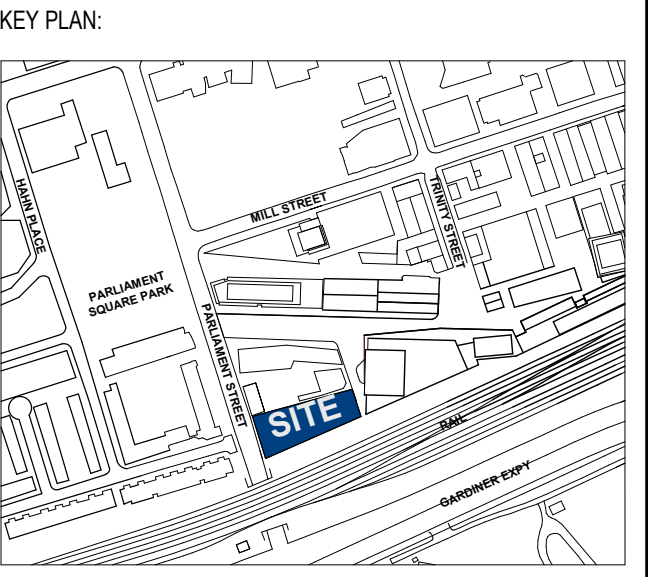 KEY PLAN:
HAHN PLACE
MILL STREET
TRINITY STREET
PARLIAMENT
SQUARE PARK
PARLIAMENT STREET
SITE
RAIL
GARDINER EXPY